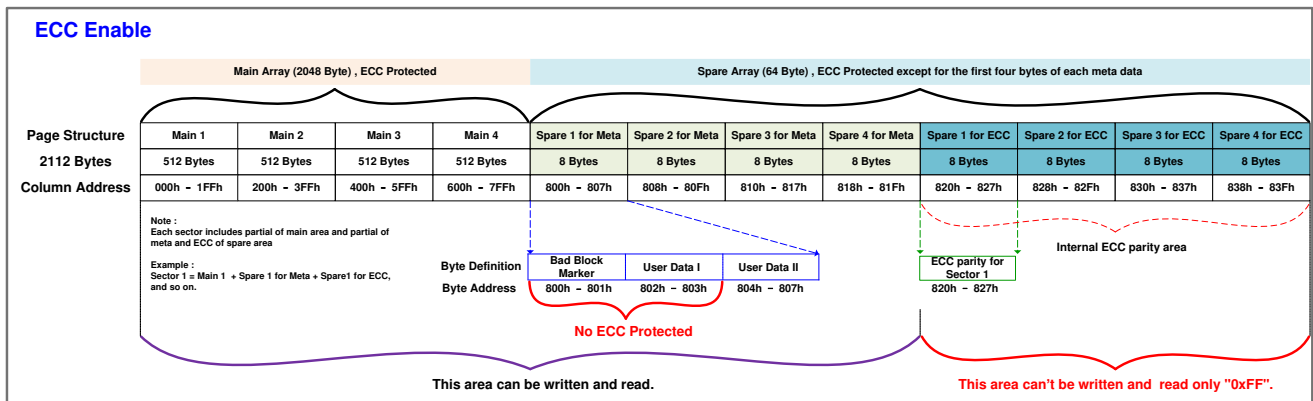 ECC Enable
Main Array (2048 Byte) , ECC Protected
Spare Array (64 Byte) , ECC Protected except for the first four bytes of each meta data
Page Structure Main 1 Main 2 Main 3 Main 4 Spare 1 for Meta Spare 2 for Meta Spare 3 for Meta Spare 4 for Meta Spare 1 for ECC Spare 2 for ECC Spare 3 for ECC Spare 4 for ECC
2112 Bytes 512 Bytes 512 Bytes 512 Bytes 512 Bytes 8 Bytes 8 Bytes 8 Bytes 8 Bytes 8 Bytes 8 Bytes 8 Bytes 8 Bytes
Column Address 000h - 1FFh 200h - 3FFh 400h - 5FFh 600h - 7FFh 800h - 807h 808h - 80Fh 810h - 817h 818h - 81Fh 820h - 827h 828h - 82Fh 830h - 837h 838h - 83Fh
Note :
Each sector includes partial of main area and partial of
meta and ECC of spare area
Example :
Sector 1 = Main 1 + Spare 1 for Meta + Spare1 for ECC,
and so on.
Internal ECC parity area
Byte Definition Bad Block
Marker User Data I User Data II
ECC parity for
Sector 1
Byte Address 800h - 801h 802h - 803h 804h - 807h 820h - 827h
No ECC Protected
This area can be written and read.
This area can't be written and read only "0xFF".